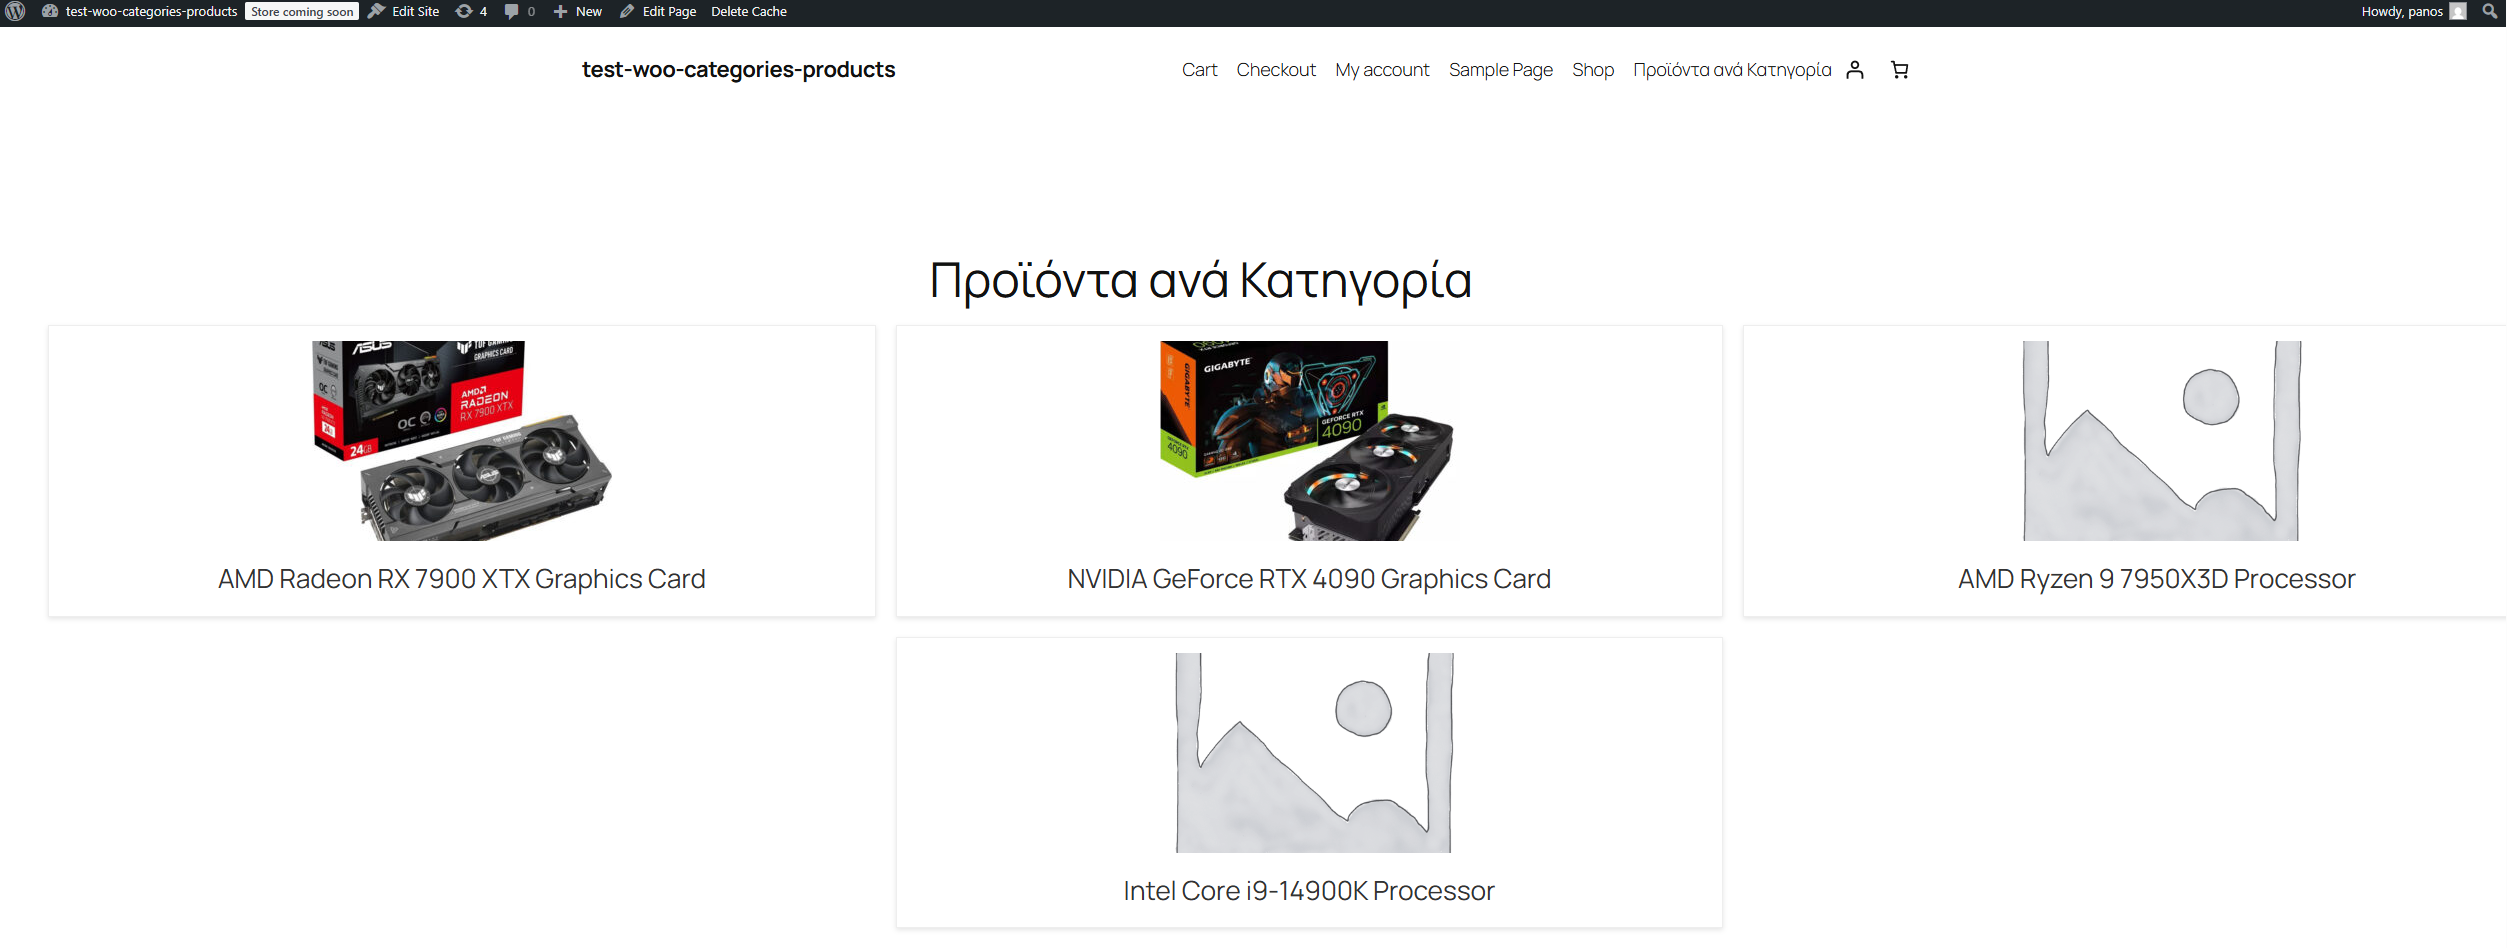 test-woo-categories-products Store coming soon Edit Site 4 0 New Edit Page Delete Cache Howdy, panos
test-woo-categories-products Cart Checkout My account Sample Page Shop Προϊόντα ανά Κατηγορία
Προϊόντα ανά Κατηγορία
ASUS
TUF GAMING
GRAPHICS CARD
AMD
RADEON
RX 7900 XTX
OC
24GB
GIGABYTE
GIGABYTE
GEFORCE RTX
4090
4090
AMD Radeon RX 7900 XTX Graphics Card
NVIDIA GeForce RTX 4090 Graphics Card
AMD Ryzen 9 7950X3D Processor
Intel Core i9-14900K Processor